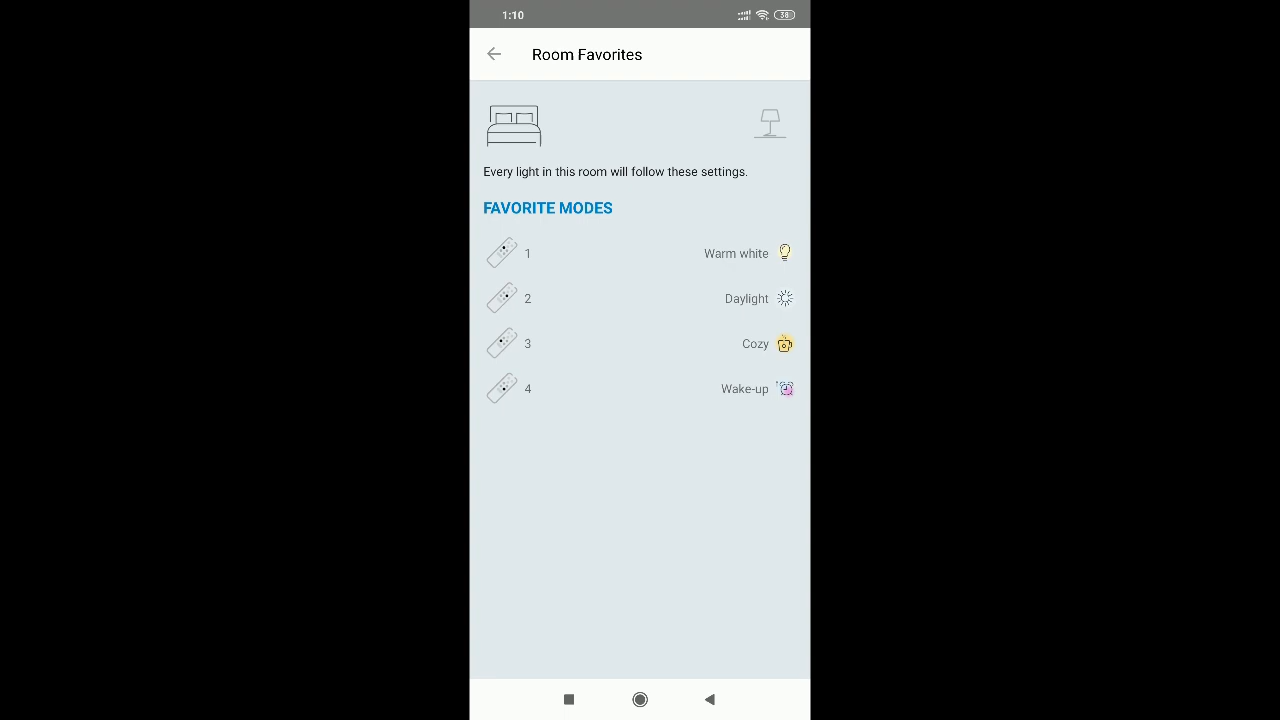 1:10
38
Room Favorites
Every light in this room will follow these settings.
FAVORITE MODES
1 Warm white
2 Daylight
3 Cozy
4 Wake-up